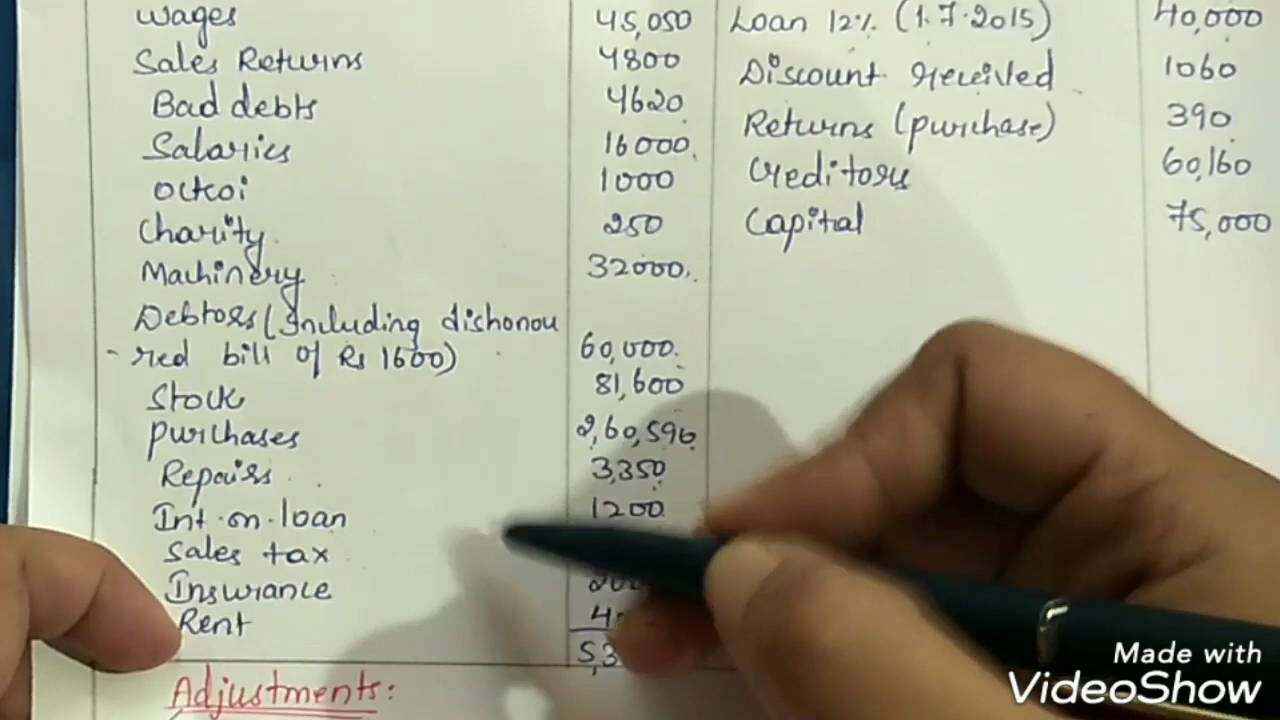 Wages 45,050 Loan 12% (1.7.2015) 40,000
Sales Returns 4800 Discount received 1060
Bad debts 4620 Returns (purchase) 390
Salaries 16000 Creditors 60,160
Octroi 1000 Capital 75,000
Charity 250
Machinery 32000
Debtors (Including dishonou
-red bill of Rs 1600) 60,000
Stock 81,600
Purchases 2,60,590
Repairs 3,350
Int. on. loan 1200
Sales tax
Insurance
Rent
Adjustments:
Made with
VideoShow